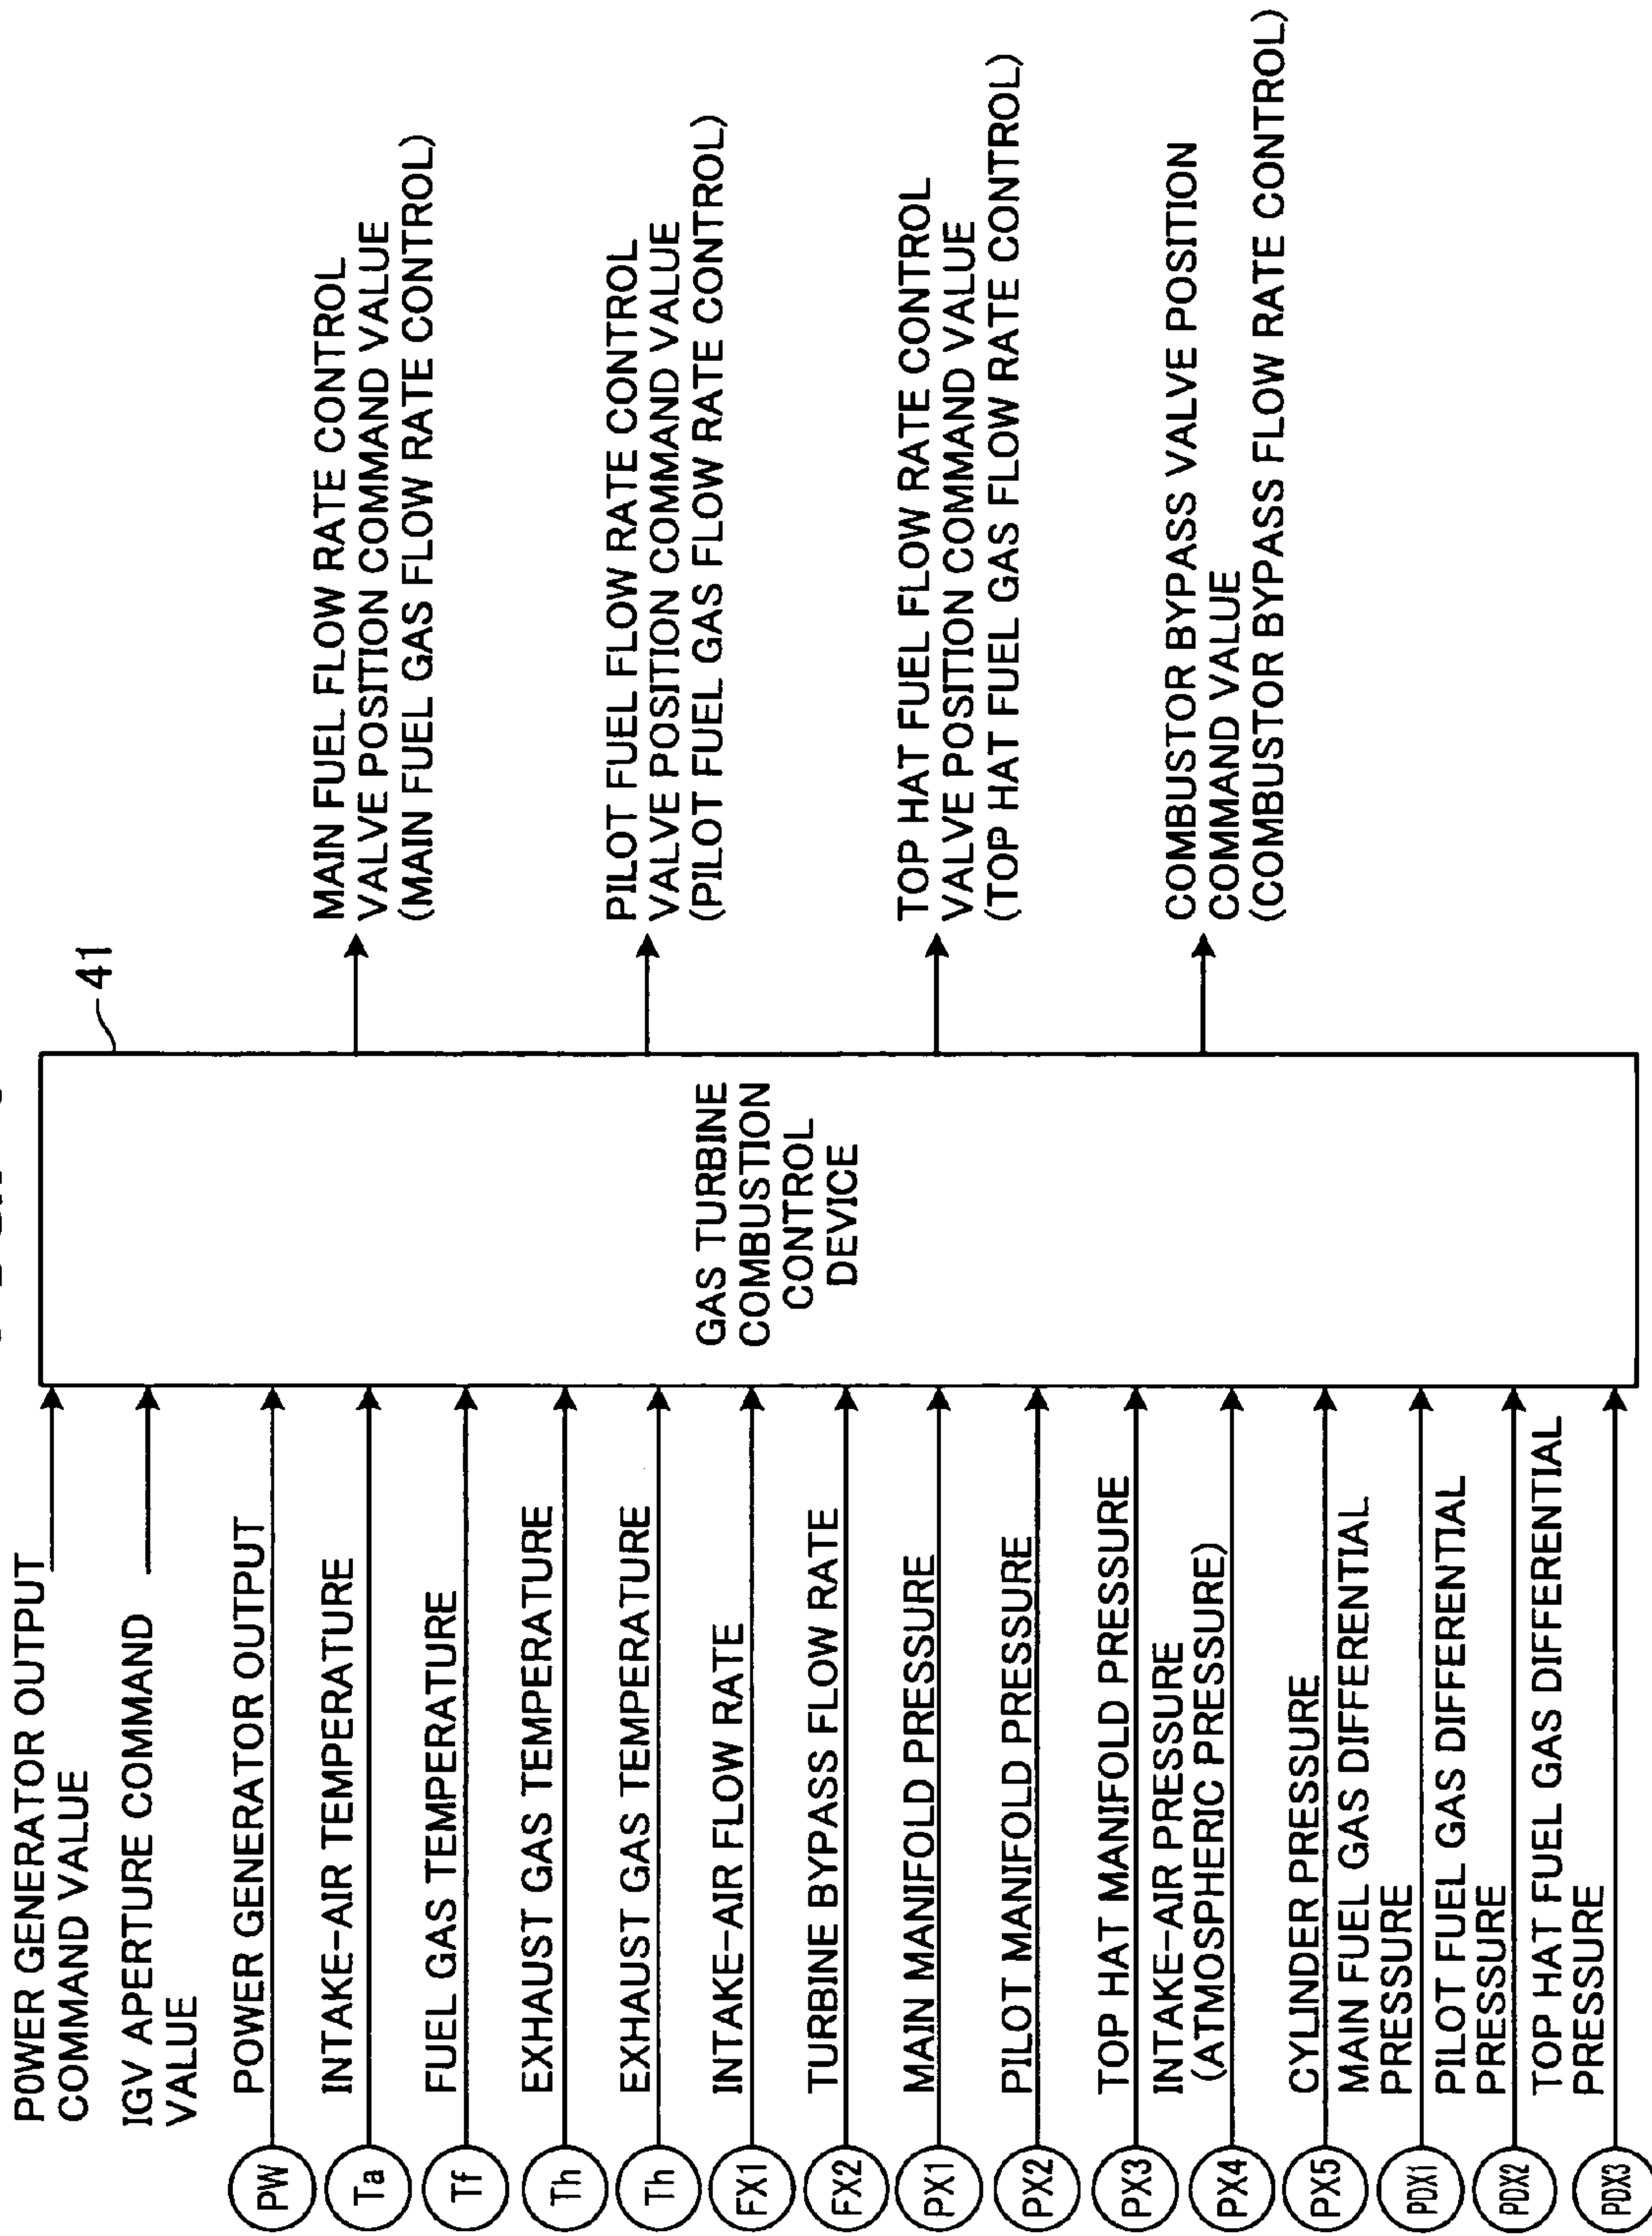 POWER GENERATOR OUTPUT
COMMAND VALUE
IGV APERTURE COMMAND
VALUE
PW
POWER GENERATOR OUTPUT
Ta
INTAKE-AIR TEMPERATURE
Tf
FUEL GAS TEMPERATURE
Th
EXHAUST GAS TEMPERATURE
Th
EXHAUST GAS TEMPERATURE
FX1
INTAKE-AIR FLOW RATE
FX2
TURBINE BYPASS FLOW RATE
PX1
MAIN MANIFOLD PRESSURE
PX2
PILOT MANIFOLD PRESSURE
PX3
TOP HAT MANIFOLD PRESSURE
PX4
INTAKE-AIR PRESSURE
(ATMOSPHERIC PRESSURE)
PX5
CYLINDER PRESSURE
PDX1
MAIN FUEL GAS DIFFERENTIAL
PRESSURE
PDX2
PILOT FUEL GAS DIFFERENTIAL
PRESSURE
PDX3
TOP HAT FUEL GAS DIFFERENTIAL
PRESSURE
41
GAS TURBINE
COMBUSTION
CONTROL
DEVICE
MAIN FUEL FLOW RATE CONTROL
VALVE POSITION COMMAND VALUE
(MAIN FUEL GAS FLOW RATE CONTROL)
PILOT FUEL FLOW RATE CONTROL
VALVE POSITION COMMAND VALUE
(PILOT FUEL GAS FLOW RATE CONTROL)
TOP HAT FUEL FLOW RATE CONTROL
VALVE POSITION COMMAND VALUE
(TOP HAT FUEL GAS FLOW RATE CONTROL)
COMBUSTOR BYPASS VALVE POSITION
COMMAND VALUE
(COMBUSTOR BYPASS FLOW RATE CONTROL)